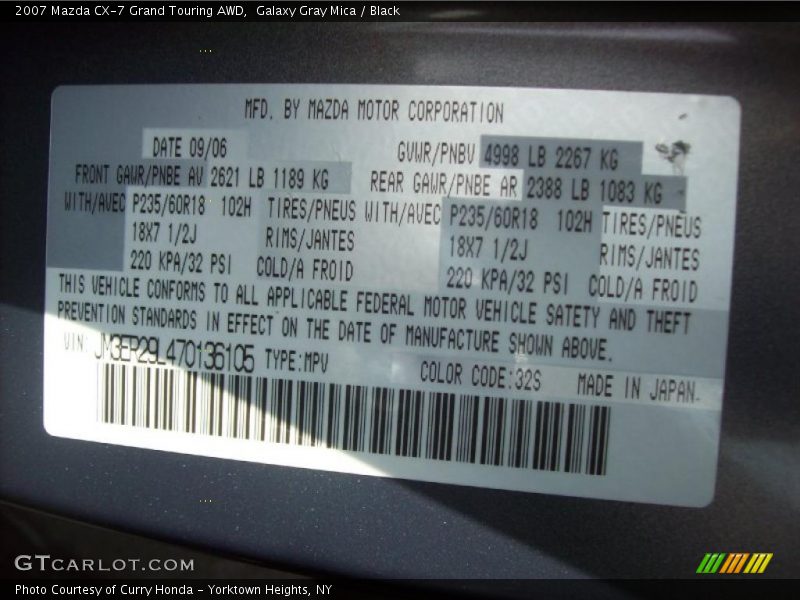 2007 Mazda CX-7 Grand Touring AWD,  Galaxy Gray Mica / Black
MFD. BY MAZDA MOTOR CORPORATION
DATE 09/06 GVWR/PNBV 4998 LB 2267 KG
FRONT GAWR/PNBE AV 2621 LB 1189 KG REAR GAWR/PNBE AR 2388 LB 1083 KG
WITH/AVEC P235/60R18 102H TIRES/PNEUS WITH/AVEC P235/60R18 102H TIRES/PNEUS
18X7 1/2J RIMS/JANTES 18X7 1/2J RIMS/JANTES
220 KPA/32 PSI COLD/A FROID 220 KPA/32 PSI COLD/A FROID
THIS VEHICLE CONFORMS TO ALL APPLICABLE FEDERAL MOTOR VEHICLE SAFETY AND THEFT
PREVENTION STANDARDS IN EFFECT ON THE DATE OF MANUFACTURE SHOWN ABOVE.
VIN: JM3ER29L470136105 TYPE:MPV COLOR CODE:32S MADE IN JAPAN.
GTCARLOT.COM
Photo Courtesy of Curry Honda - Yorktown Heights, NY